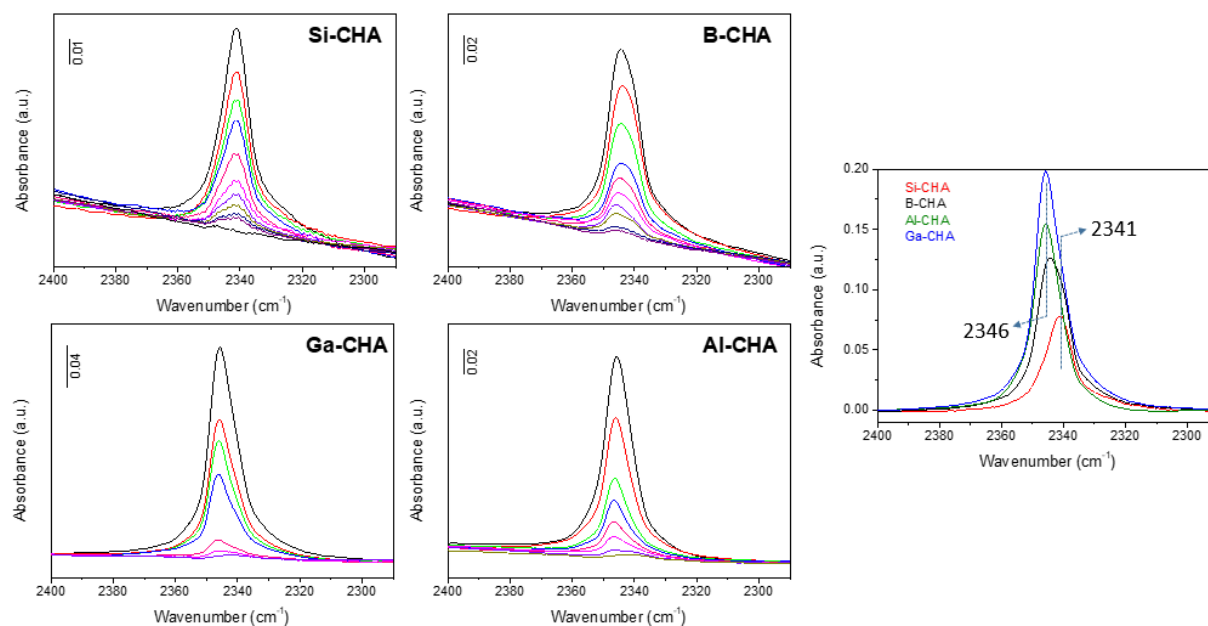 Si-CHA
0.01
Absorbance (a.u.)
2400 2380 2360 2340 2320 2300
Wavenumber (cm⁻¹)
B-CHA
0.02
Absorbance (a.u.)
2400 2380 2360 2340 2320 2300
Wavenumber (cm⁻¹)
Ga-CHA
0.04
Absorbance (a.u.)
2400 2380 2360 2340 2320 2300
Wavenumber (cm⁻¹)
Al-CHA
0.02
Absorbance (a.u.)
2400 2380 2360 2340 2320 2300
Wavenumber (cm⁻¹)
0.20
0.15
0.10
0.05
0.00
Absorbance (a.u.)
Si-CHA
B-CHA
Al-CHA
Ga-CHA
2341
2346
2400 2380 2360 2340 2320 2300
Wavenumber (cm⁻¹)